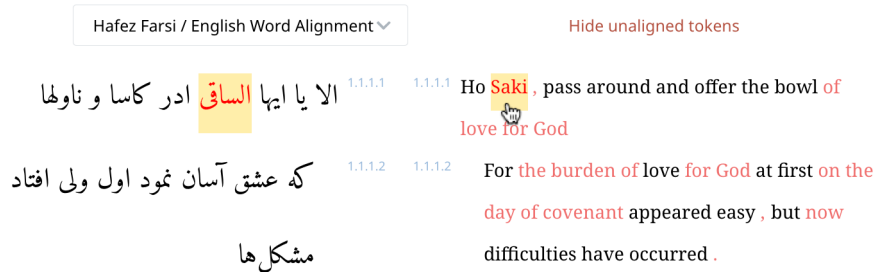 Hafez Farsi / English Word Alignment
Hide unaligned tokens
الا یا ایها الساقی ادر کاسا و ناولها
1.1.1.1
1.1.1.1
Ho Saki , pass around and offer the bowl of
love for God
که عشق آسان نمود اول ولی افتاد
مشکل‌ها
1.1.1.2
1.1.1.2
For the burden of love for God at first on the
day of covenant appeared easy , but now
difficulties have occurred .